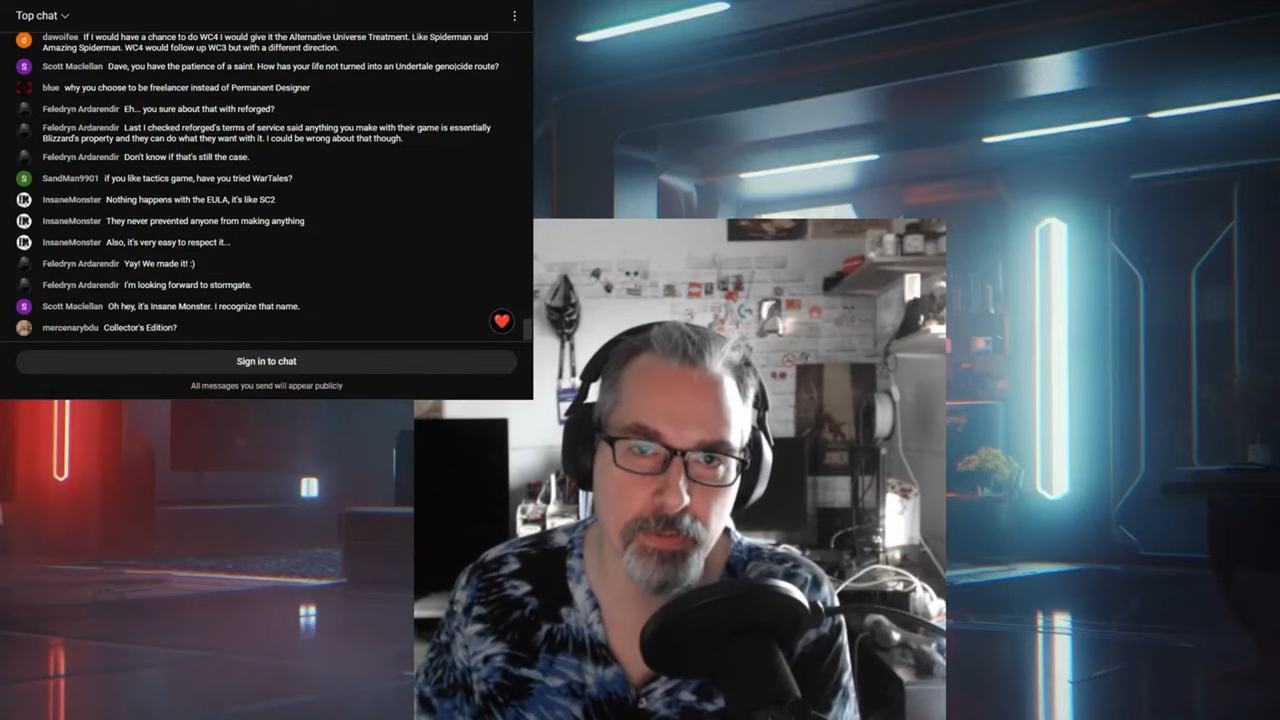 Top chat
dawoifee If I would have a chance to do WC4 I would give it the Alternative Universe Treatment. Like Spiderman and
Amazing Spiderman. WC4 would follow up WC3 but with a different direction.
Scott Maclellan Dave, you have the patience of a saint. How has your life not turned into an Undertale geno|cide route?
blue why you choose to be freelancer instead of Permanent Designer
Feledryn Ardarendir Eh... you sure about that with reforged?
Feledryn Ardarendir Last I checked reforged's terms of service said anything you make with their game is essentially
Blizzard's property and they can do what they want with it. I could be wrong about that though.
Feledryn Ardarendir Don't know if that's still the case.
SandMan9901 if you like tactics game, have you tried WarTales?
InsaneMonster Nothing happens with the EULA, it's like SC2
InsaneMonster They never prevented anyone from making anything
InsaneMonster Also, it's very easy to respect it...
Feledryn Ardarendir Yay! We made it! :)
Feledryn Ardarendir I'm looking forward to stormgate.
Scott Maclellan Oh hey, it's Insane Monster. I recognize that name.
mercenarybdu Collector's Edition?
Sign in to chat
All messages you send will appear publicly